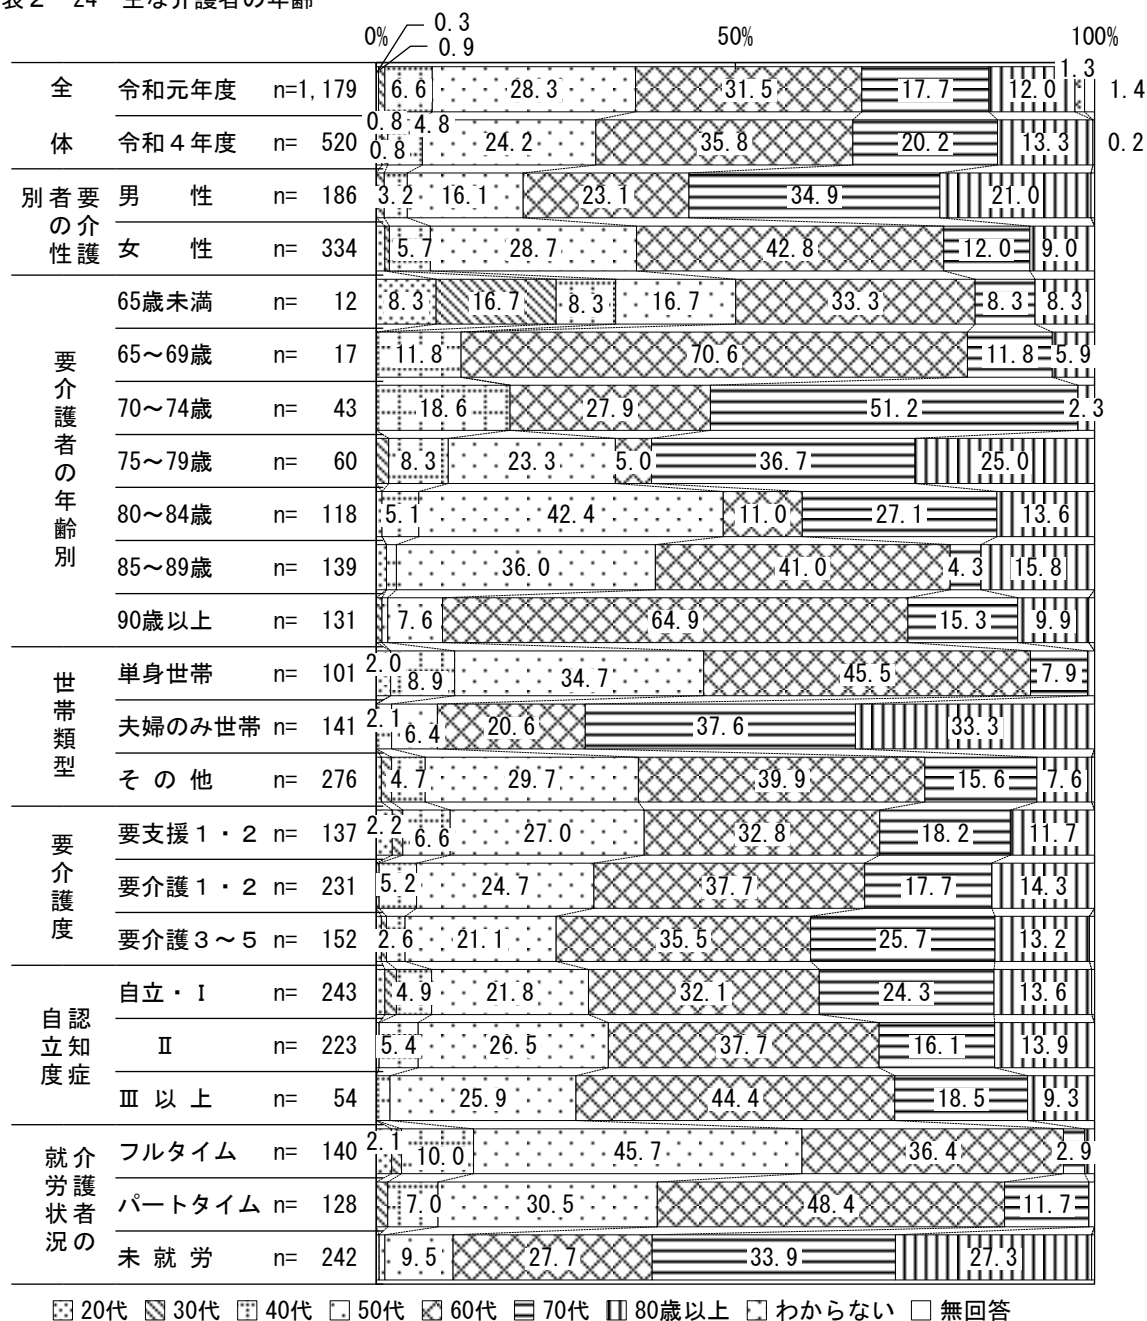 表２－24　主な介護者の年齢
0% 50% 100%
0.3
0.9
全体
令和元年度 n=1,179 6.6 28.3 31.5 17.7 12.0 1.3 1.4
令和４年度 n= 520 0.8 0.8 4.8 24.2 35.8 20.2 13.3 0.2
要介護者の性別
男 性 n= 186 3.2 16.1 23.1 34.9 21.0
女 性 n= 334 5.7 28.7 42.8 12.0 9.0
要介護者の年齢別
65歳未満 n= 12 8.3 16.7 8.3 16.7 33.3 8.3 8.3
65～69歳 n= 17 11.8 70.6 11.8 5.9
70～74歳 n= 43 18.6 27.9 51.2 2.3
75～79歳 n= 60 8.3 23.3 5.0 36.7 25.0
80～84歳 n= 118 5.1 42.4 11.0 27.1 13.6
85～89歳 n= 139 36.0 41.0 4.3 15.8
90歳以上 n= 131 7.6 64.9 15.3 9.9
世帯類型
単身世帯 n= 101 2.0 8.9 34.7 45.5 7.9
夫婦のみ世帯 n= 141 2.1 6.4 20.6 37.6 33.3
そ の 他 n= 276 4.7 29.7 39.9 15.6 7.6
要介護度
要支援１・２ n= 137 2.2 6.6 27.0 32.8 18.2 11.7
要介護１・２ n= 231 5.2 24.7 37.7 17.7 14.3
要介護３～５ n= 152 2.6 21.1 35.5 25.7 13.2
認知症自立度
自立・Ⅰ n= 243 4.9 21.8 32.1 24.3 13.6
Ⅱ n= 223 5.4 26.5 37.7 16.1 13.9
Ⅲ 以 上 n= 54 25.9 44.4 18.5 9.3
介護者の就労状況
フルタイム n= 140 2.1 10.0 45.7 36.4 2.9
パートタイム n= 128 7.0 30.5 48.4 11.7
未 就 労 n= 242 9.5 27.7 33.9 27.3
20代 30代 40代 50代 60代 70代 80歳以上 わからない 無回答